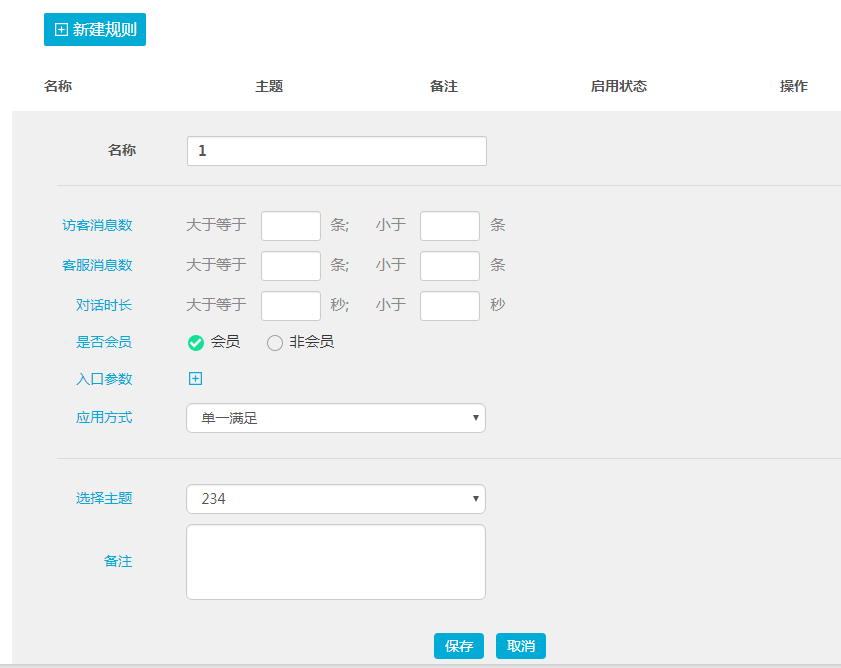 新建规则
名称 主题 备注 启用状态 操作
名称 1
访客消息数 大于等于 条; 小于 条
客服消息数 大于等于 条; 小于 条
对话时长 大于等于 秒; 小于 秒
是否会员 会员 非会员
入口参数
应用方式 单一满足
选择主题 234
备注
保存 取消